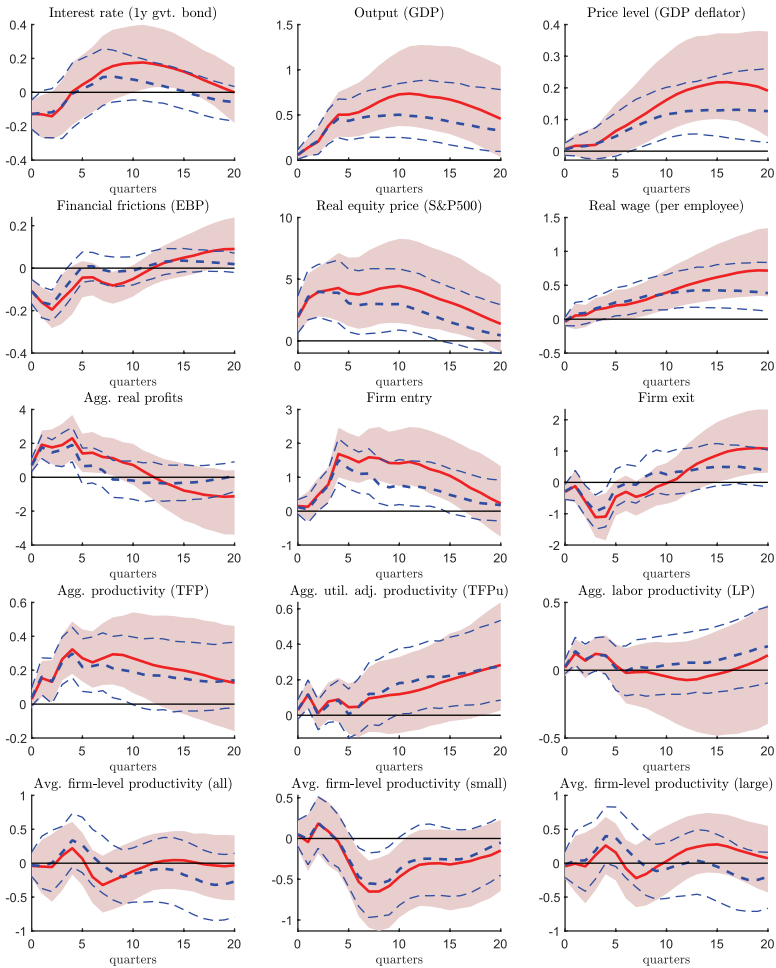 Interest rate (1y gvt. bond) Output (GDP) Price level (GDP deflator)
0.4 1.5 0.4
0.2 0.3
1
0 0.2
0.5 0.1
-0.2
0
-0.4 0
0 5 10 15 20 0 5 10 15 20 0 5 10 15 20
quarters quarters quarters
Financial frictions (EBP) Real equity price (S&P500) Real wage (per employee)
10 1.5
0.2
1
0 5
0.5
-0.2
0 0
-0.4 -0.5
0 5 10 15 20 0 5 10 15 20 0 5 10 15 20
quarters quarters quarters
Agg. real profits Firm entry Firm exit
4 3 2
2 2 1
0 1 0
-2 0 -1
-4 -1 -2
0 5 10 15 20 0 5 10 15 20 0 5 10 15 20
quarters quarters quarters
Agg. productivity (TFP) Agg. util. adj. productivity (TFPu) Agg. labor productivity (LP)
0.6 0.6 0.5
0.4 0.4
0.2 0.2 0
0 0
-0.2 -0.5
0 5 10 15 20 0 5 10 15 20 0 5 10 15 20
quarters quarters quarters
Avg. firm-level productivity (all) Avg. firm-level productivity (small) Avg. firm-level productivity (large)
1 0.5 1
0.5 0 0.5
0 0
-0.5
-0.5 -0.5
-1 -1 -1
0 5 10 15 20 0 5 10 15 20 0 5 10 15 20
quarters quarters quarters